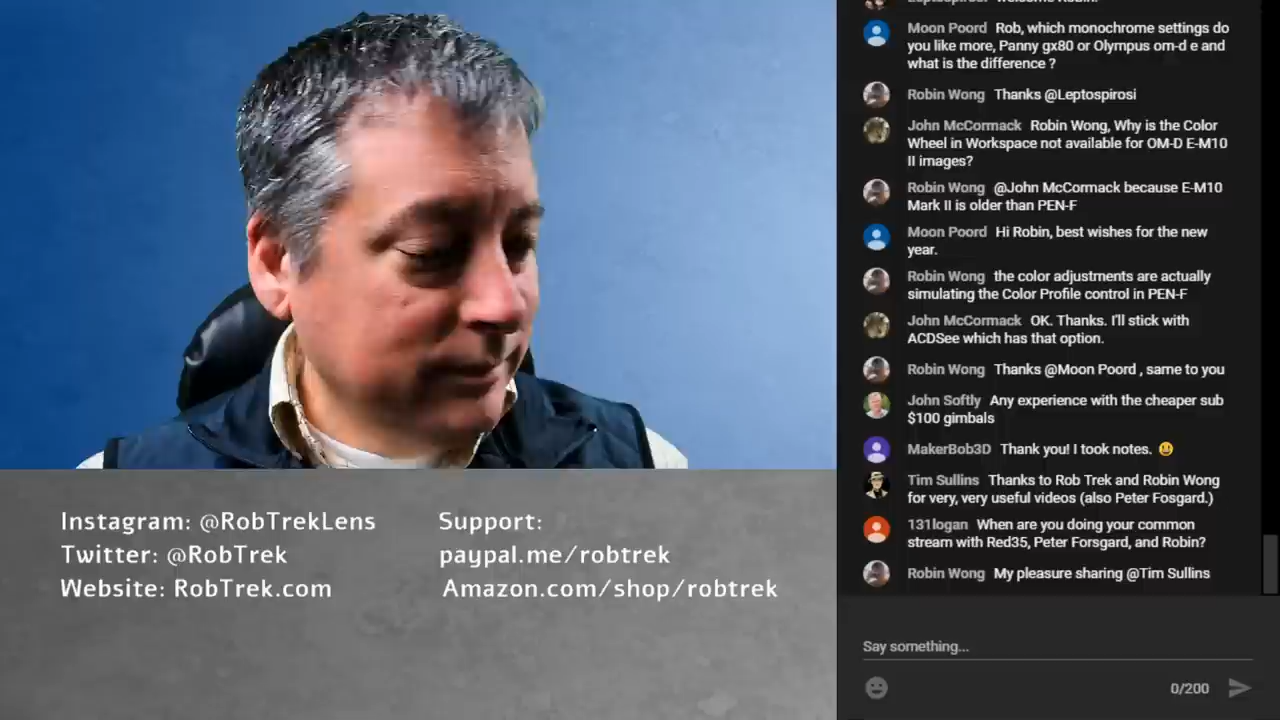 Instagram: @RobTrekLens
Twitter: @RobTrek
Website: RobTrek.com
Support:
paypal.me/robtrek
Amazon.com/shop/robtrek
Moon Poord Rob, which monochrome settings do
you like more, Panny gx80 or Olympus om-d e and
what is the difference ?
Robin Wong Thanks @Leptospirosi
John McCormack Robin Wong, Why is the Color
Wheel in Workspace not available for OM-D E-M10
II images?
Robin Wong @John McCormack because E-M10
Mark II is older than PEN-F
Moon Poord Hi Robin, best wishes for the new
year.
Robin Wong the color adjustments are actually
simulating the Color Profile control in PEN-F
John McCormack OK. Thanks. I'll stick with
ACDSee which has that option.
Robin Wong Thanks @Moon Poord , same to you
John Softly Any experience with the cheaper sub
$100 gimbals
MakerBob3D Thank you! I took notes. 😃
Tim Sullins Thanks to Rob Trek and Robin Wong
for very, very useful videos (also Peter Fosgard.)
131logan When are you doing your common
stream with Red35, Peter Forsgard, and Robin?
Robin Wong My pleasure sharing @Tim Sullins
Say something...
0/200